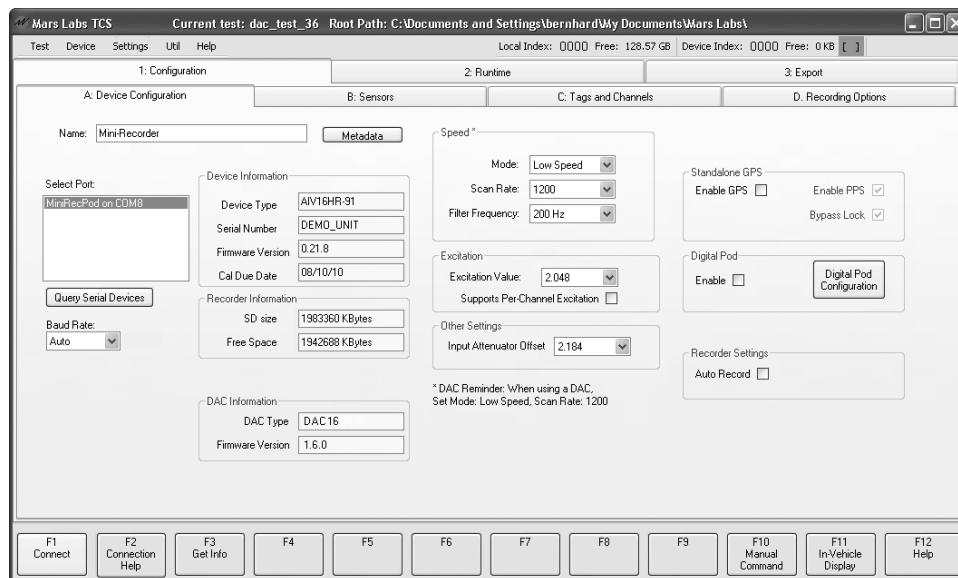 Mars Labs TCS Current test: dac_test_36 Root Path: C:\Documents and Settings\bernhard\My Documents\Mars Labs\
Test Device Settings Util Help Local Index: 0000 Free: 128.57 GB Device Index: 0000 Free: 0 KB [ ]
1: Configuration 2: Runtime 3: Export
A: Device Configuration B: Sensors C: Tags and Channels D. Recording Options
Name: Mini-Recorder Metadata
Select Port:
MiniRecPod on COM8
Query Serial Devices
Baud Rate:
Auto
Device Information
Device Type AIV16HR-91
Serial Number DEMO_UNIT
Firmware Version 0.21.8
Cal Due Date 08/10/10
Recorder Information
SD size 1983360 KBytes
Free Space 1942688 KBytes
DAC Information
DAC Type DAC16
Firmware Version 1.6.0
Speed *
Mode: Low Speed
Scan Rate: 1200
Filter Frequency: 200 Hz
Excitation
Excitation Value: 2.048
Supports Per-Channel Excitation
Other Settings
Input Attenuator Offset 2.184
* DAC Reminder: When using a DAC,
Set Mode: Low Speed, Scan Rate: 1200
Standalone GPS
Enable GPS Enable PPS
Bypass Lock
Digital Pod
Enable
Digital Pod
Configuration
Recorder Settings
Auto Record
F1
Connect
F2
Connection
Help
F3
Get Info
F4
F5
F6
F7
F8
F9
F10
Manual
Command
F11
In-Vehicle
Display
F12
Help